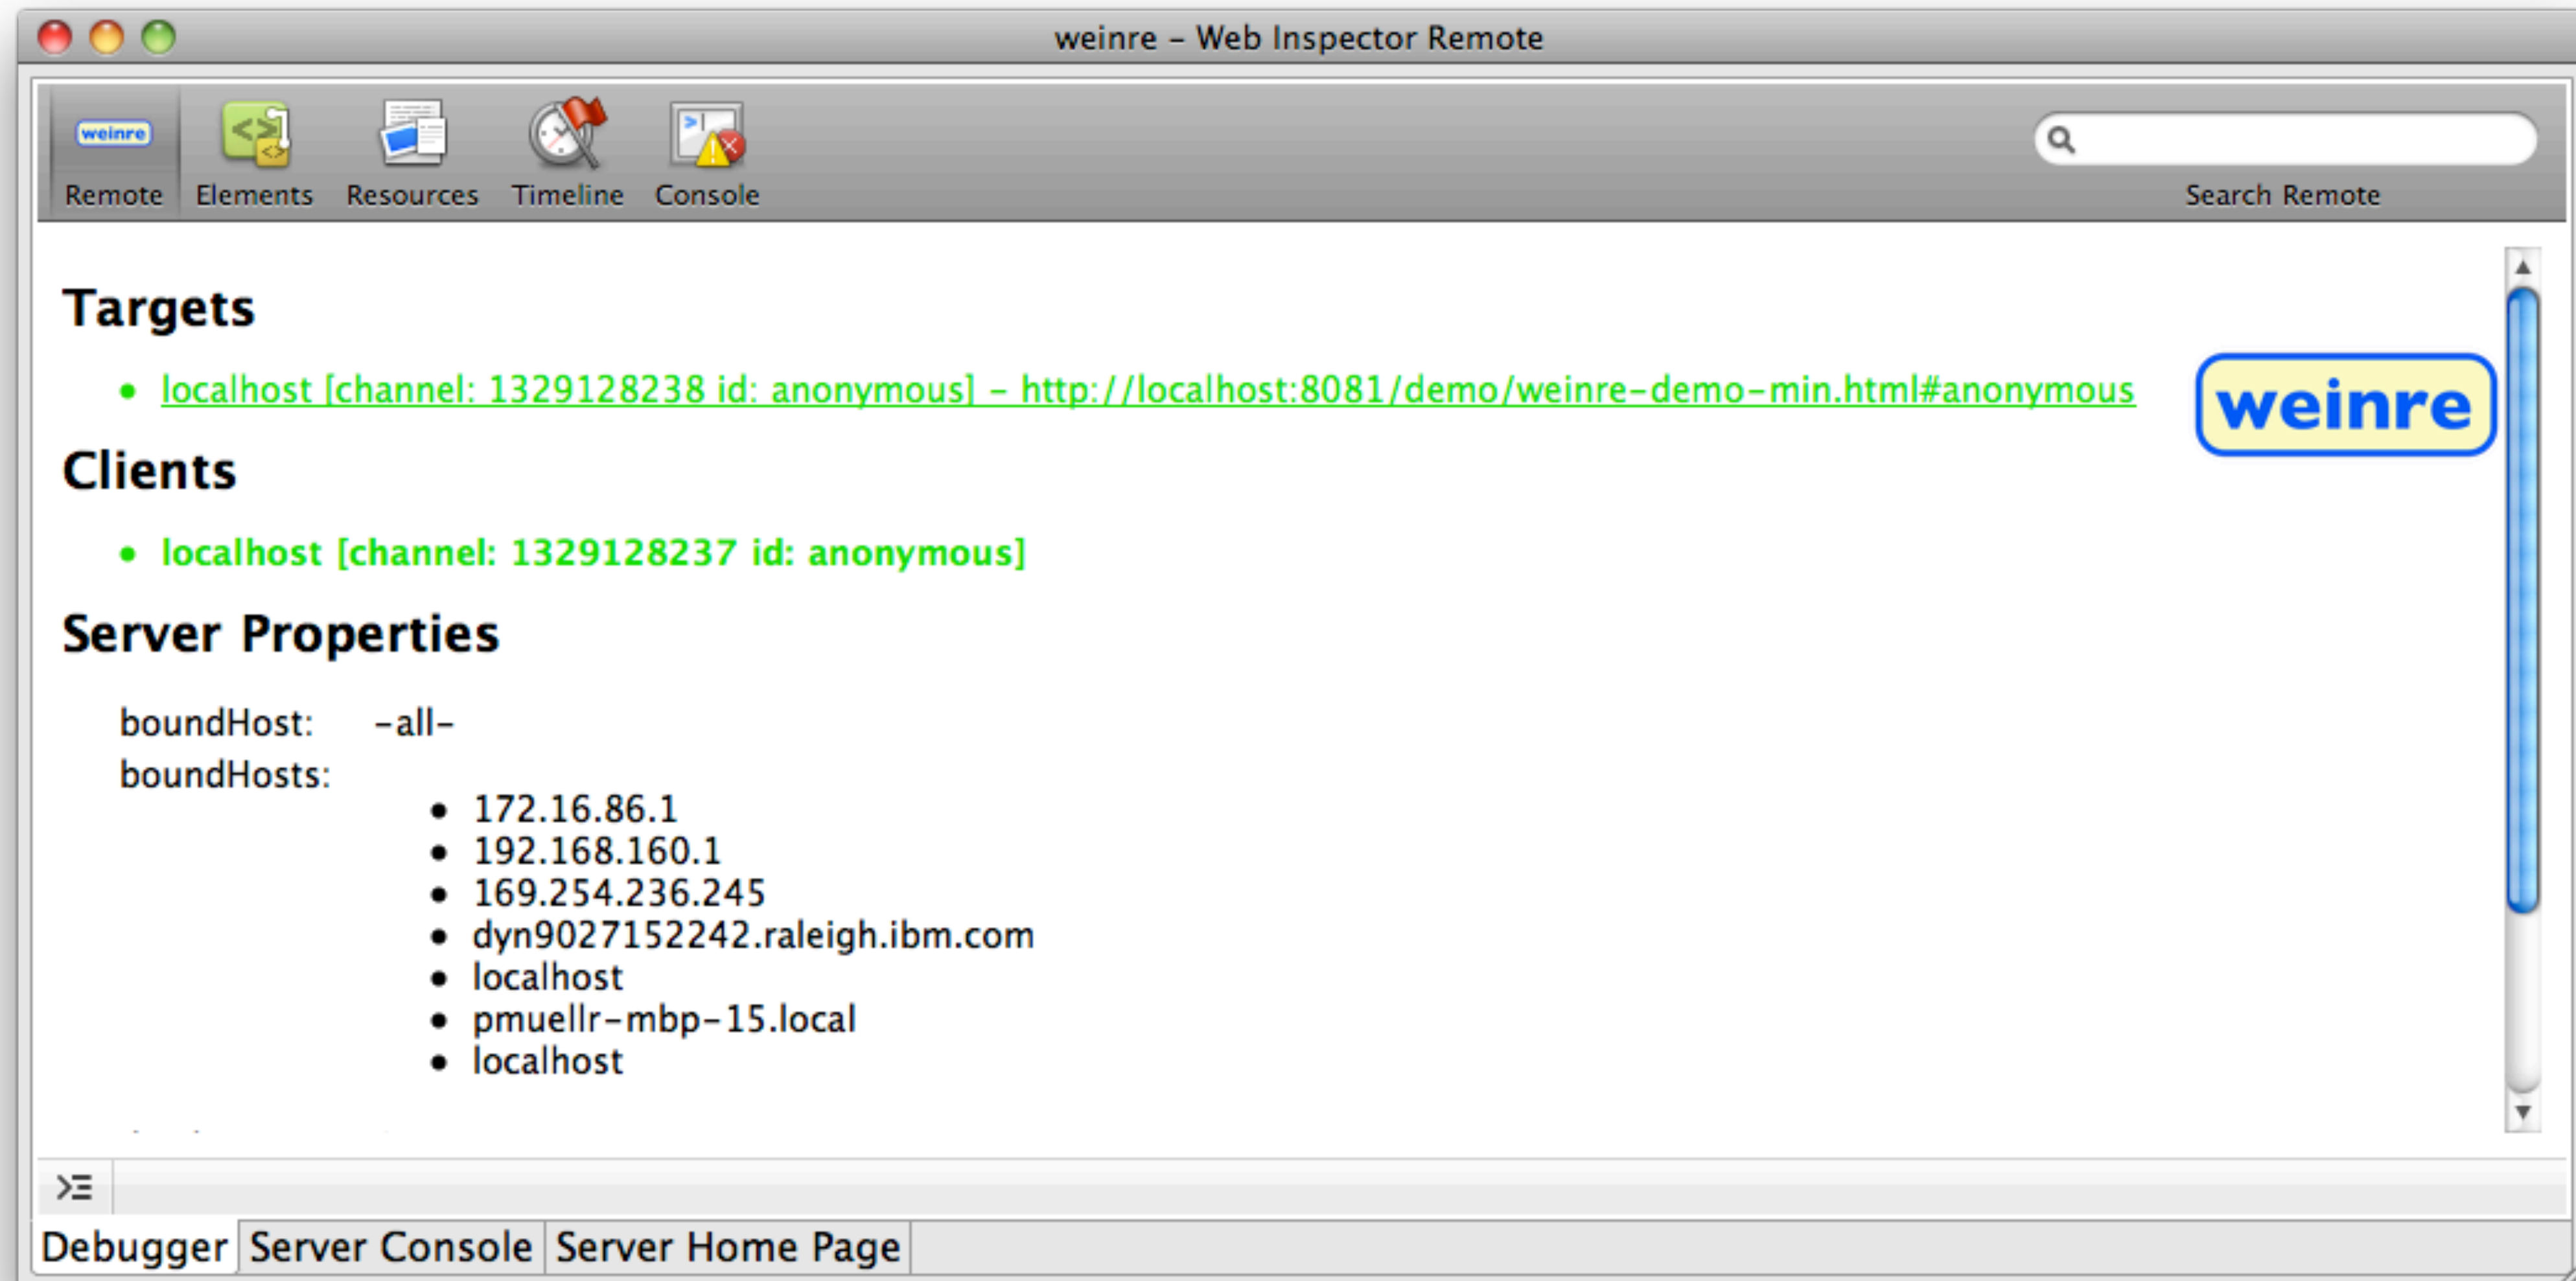 weinre – Web Inspector Remote
weinre
Remote Elements Resources Timeline Console
Search Remote
Targets
localhost [channel: 1329128238 id: anonymous] – http://localhost:8081/demo/weinre-demo-min.html#anonymous
weinre
Clients
localhost [channel: 1329128237 id: anonymous]
Server Properties
boundHost: -all-
boundHosts:
172.16.86.1
192.168.160.1
169.254.236.245
dyn9027152242.raleigh.ibm.com
localhost
pmuellr-mbp-15.local
localhost
Debugger Server Console Server Home Page